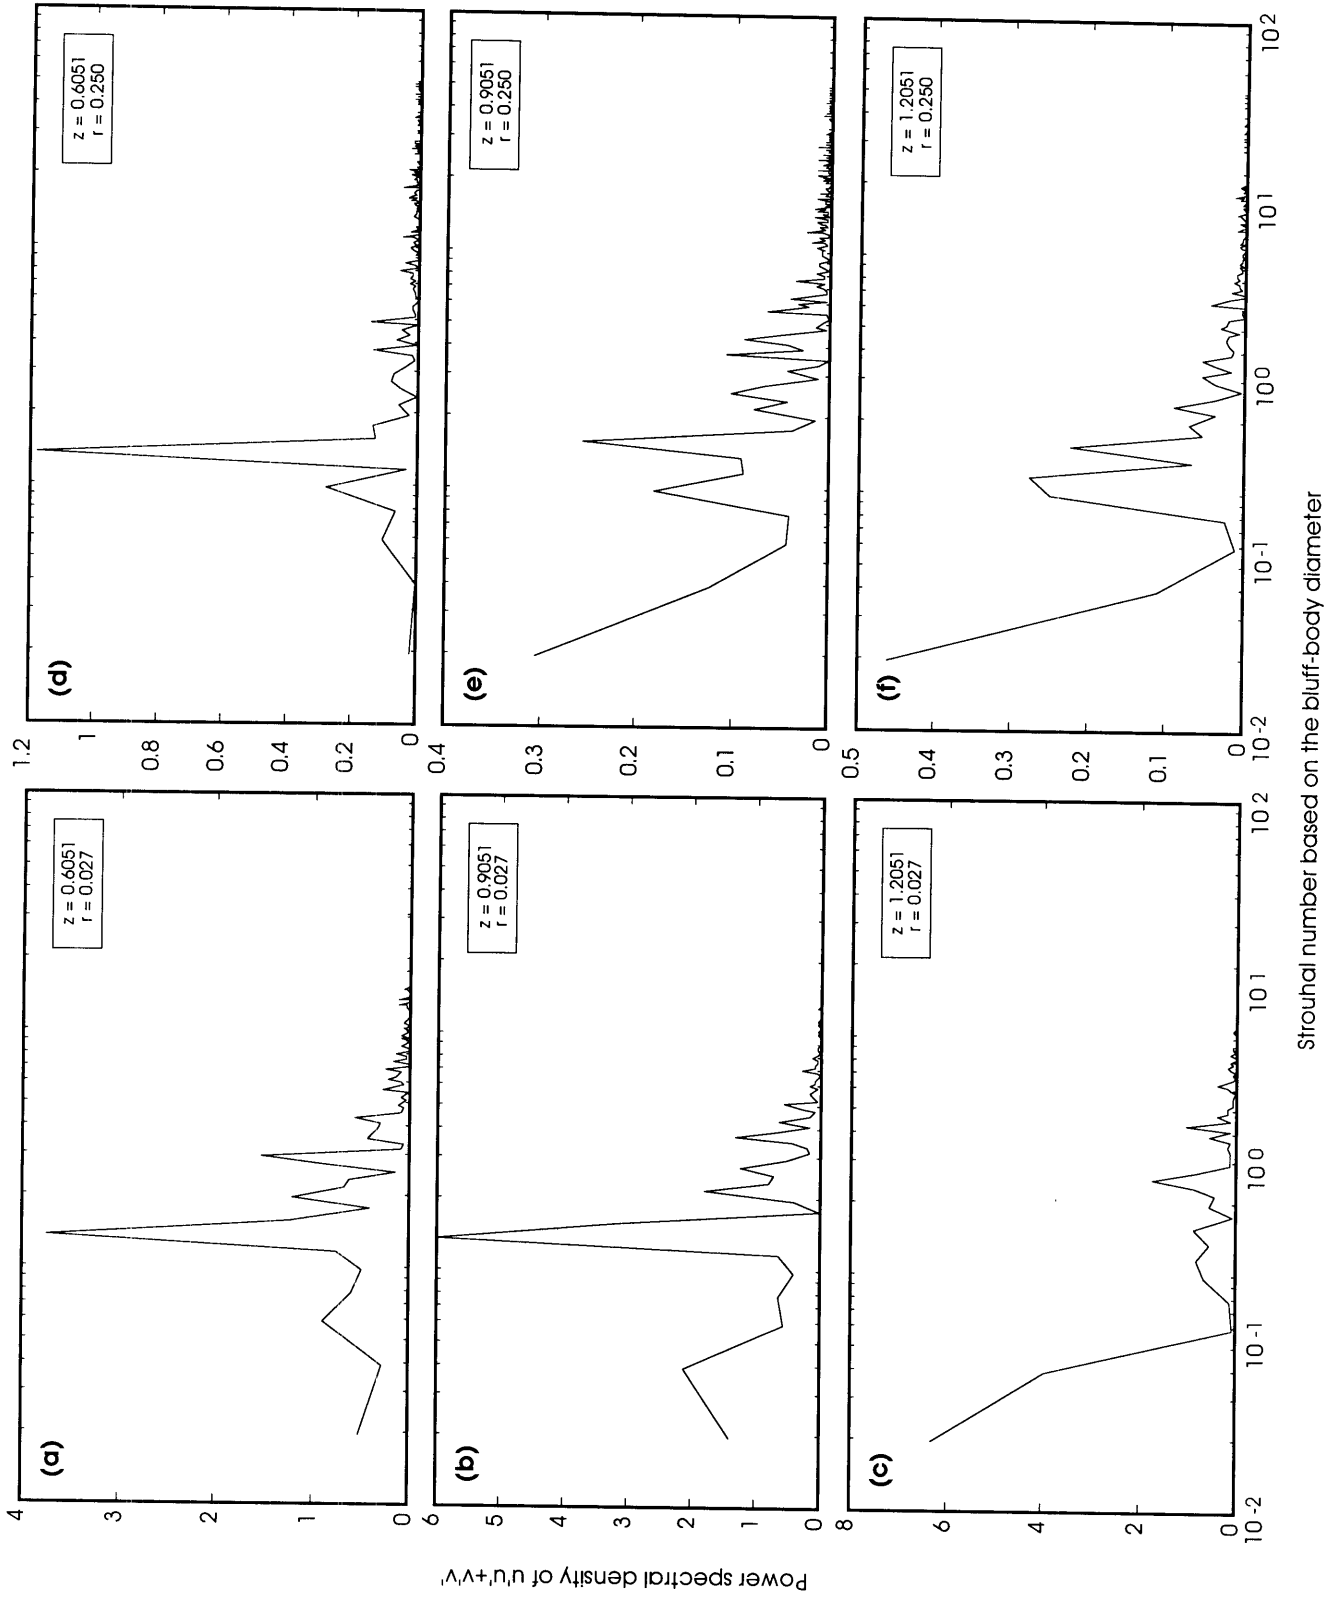 (a)
z = 0.6051
r = 0.027
4
3
2
1
0
(d)
z = 0.6051
r = 0.250
1.2
1
0.8
0.6
0.4
0.2
0
(b)
z = 0.9051
r = 0.027
6
5
4
3
2
1
0
(e)
z = 0.9051
r = 0.250
0.4
0.3
0.2
0.1
0
(c)
z = 1.2051
r = 0.027
8
6
4
2
0
10-2
10-1
100
101
102
(f)
z = 1.2051
r = 0.250
0.5
0.4
0.3
0.2
0.1
0
10-2
10-1
100
101
102
Power spectral density of u'u'+v'v'
Strouhal number based on the bluff-body diameter